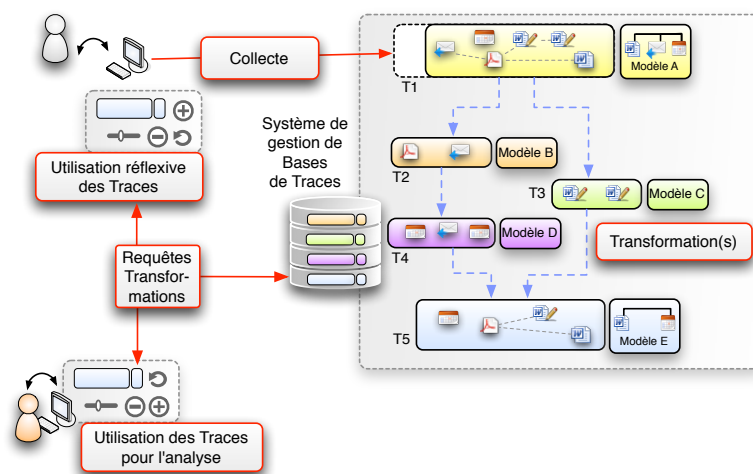 Collecte
T1
Modèle A
Utilisation réflexive
des Traces
Système de
gestion de
Bases
de Traces
T2
Modèle B
T3
Modèle C
T4
Modèle D
Transformation(s)
Requêtes
Transfor-
mations
T5
Modèle E
Utilisation des Traces
pour l'analyse